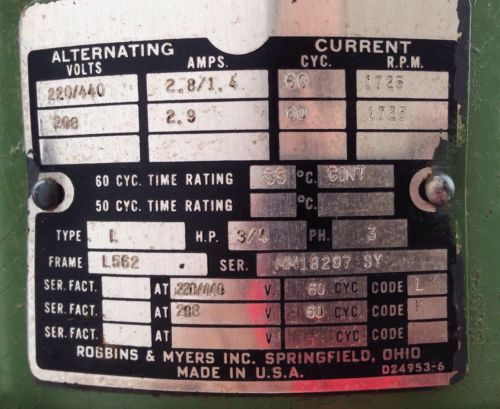 ALTERNATING CURRENT
VOLTS AMPS. CYC. R.P.M.
220/440 2.8/1.4 60 1725
208 2.9 60 1725
60 CYC. TIME RATING 55 °C. CONT
50 CYC. TIME RATING °C.
TYPE L H.P. 3/4 PH. 3
FRAME L562 SER. MM18297 3Y
SER. FACT. AT 220/440 V. 60 CYC. CODE L
SER. FACT. AT 208 V. 60 CYC. CODE K
SER. FACT. AT V. CYC. CODE
ROBBINS & MYERS INC. SPRINGFIELD, OHIO
MADE IN U.S.A. D24953-6